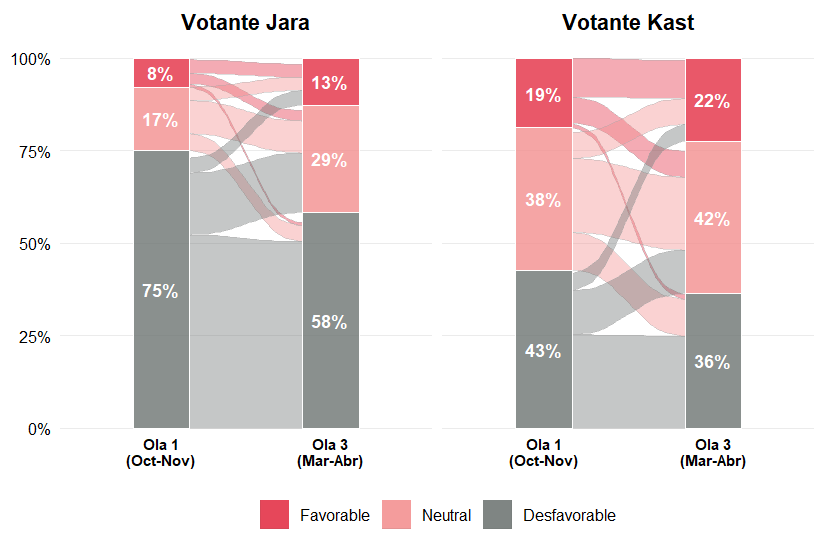 Votante Jara
Votante Kast
100%
75%
50%
25%
0%
8%
17%
75%
13%
29%
58%
19%
38%
43%
22%
42%
36%
Ola 1
(Oct-Nov)
Ola 3
(Mar-Abr)
Ola 1
(Oct-Nov)
Ola 3
(Mar-Abr)
Favorable
Neutral
Desfavorable